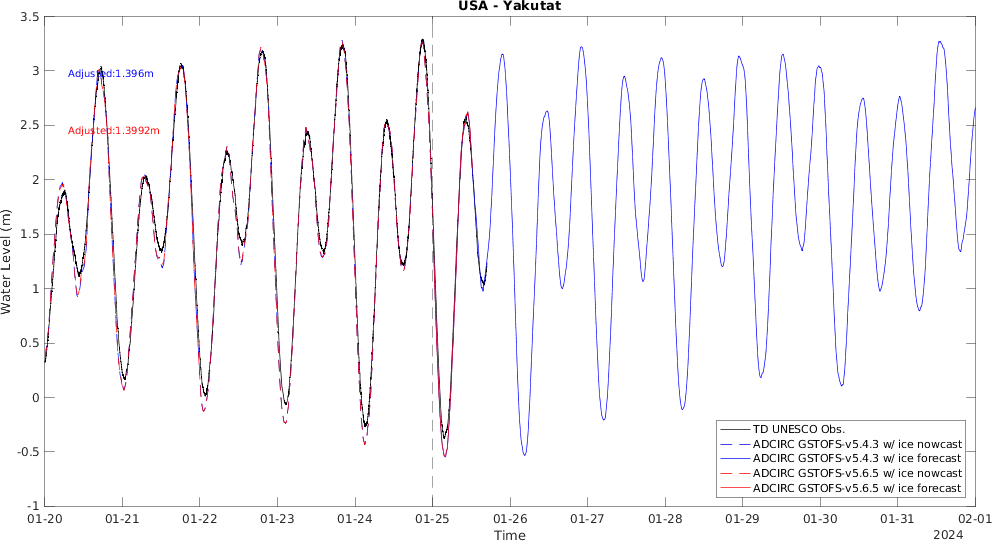 USA - Yakutat
3.5
3
2.5
2
1.5
1
0.5
0
-0.5
-1
Water Level (m)
Adjusted:1.396m
Adjusted:1.3992m
TD UNESCO Obs.
ADCIRC GSTOFS-v5.4.3 w/ ice nowcast
ADCIRC GSTOFS-v5.4.3 w/ ice forecast
ADCIRC GSTOFS-v5.6.5 w/ ice nowcast
ADCIRC GSTOFS-v5.6.5 w/ ice forecast
01-20 01-21 01-22 01-23 01-24 01-25 01-26 01-27 01-28 01-29 01-30 01-31 02-01
Time
2024